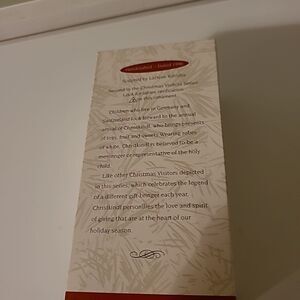 Christkindl — Dated 1996
Sculpted by LaDene Votruba
Second in the Christmas Visitors Series
Look for series certification
on this ornament.
Children who live in Germany and
Switzerland look forward to the annual
arrival of Christkindl, who brings presents
of toys, fruit and sweets. Wearing robes
of white, Christkindl is believed to be a
messenger or representative of the Holy
Child.
Like other Christmas Visitors depicted
in this series, which celebrates the legend
of a different gift-bringer each year,
Christkindl personifies the love and spirit
of giving that are at the heart of our
holiday season.